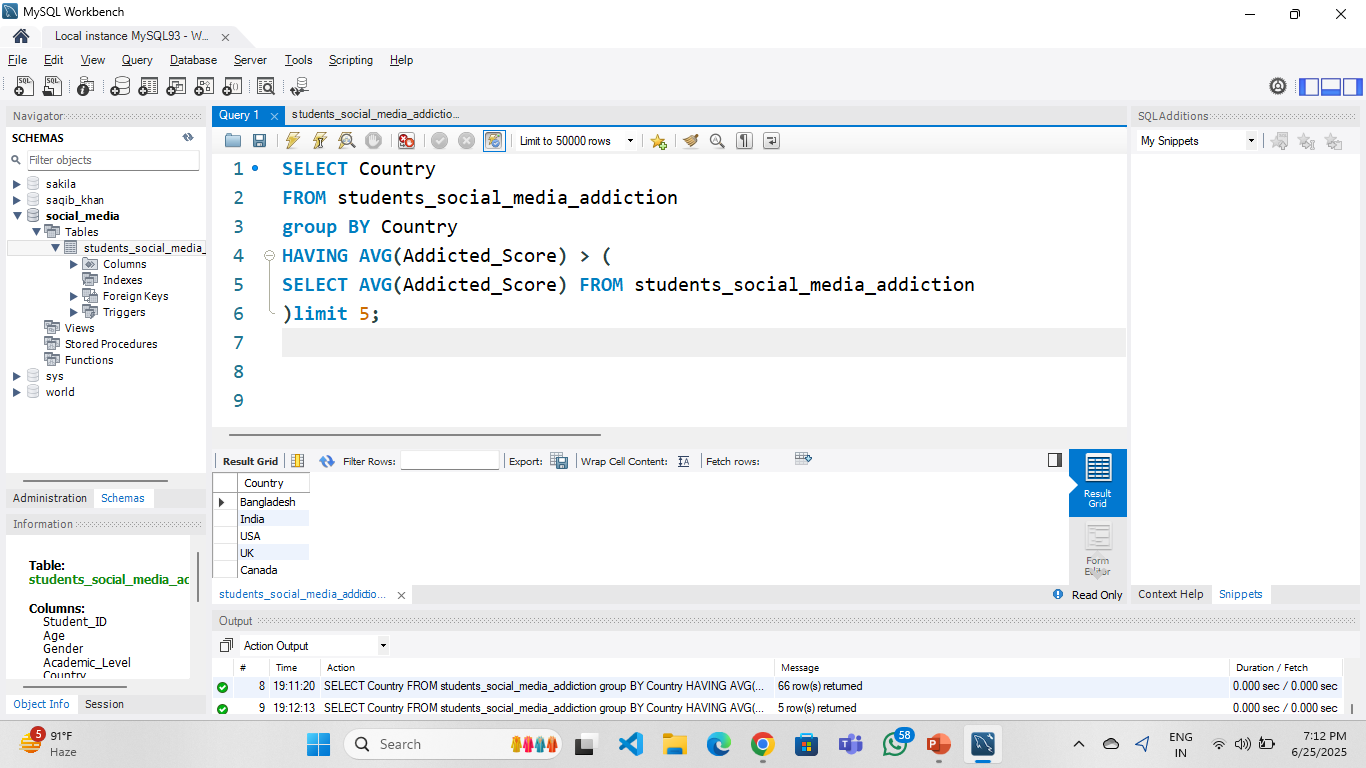 MySQL Workbench
Local instance MySQL93 - W...
File Edit View Query Database Server Tools Scripting Help
Navigator
SCHEMAS
Filter objects
sakila
saqib_khan
social_media
Tables
students_social_media_
Columns
Indexes
Foreign Keys
Triggers
Views
Stored Procedures
Functions
sys
world
Administration Schemas
Information
Table:
students_social_media_ad
Columns:
Student_ID
Age
Gender
Academic_Level
Country
Object Info Session
Query 1 students_social_media_addictio...
Limit to 50000 rows
1 SELECT Country
2 FROM students_social_media_addiction
3 group BY Country
4 HAVING AVG(Addicted_Score) > (
5 SELECT AVG(Addicted_Score) FROM students_social_media_addiction
6 )limit 5;
7
8
9
Result Grid Filter Rows: Export: Wrap Cell Content: IA Fetch rows:
Country
Bangladesh
India
USA
UK
Canada
Result
Grid
Form
Editor
students_social_media_addictio...
Read Only
SQLAdditions
My Snippets
Context Help Snippets
Output
Action Output
# Time Action Message Duration / Fetch
8 19:11:20 SELECT Country FROM students_social_media_addiction group BY Country HAVING AVG(... 66 row(s) returned 0.000 sec / 0.000 sec
9 19:12:13 SELECT Country FROM students_social_media_addiction group BY Country HAVING AVG(... 5 row(s) returned 0.000 sec / 0.000 sec
5
91°F
Haze
Search
58
ENG
IN
7:12 PM
6/25/2025